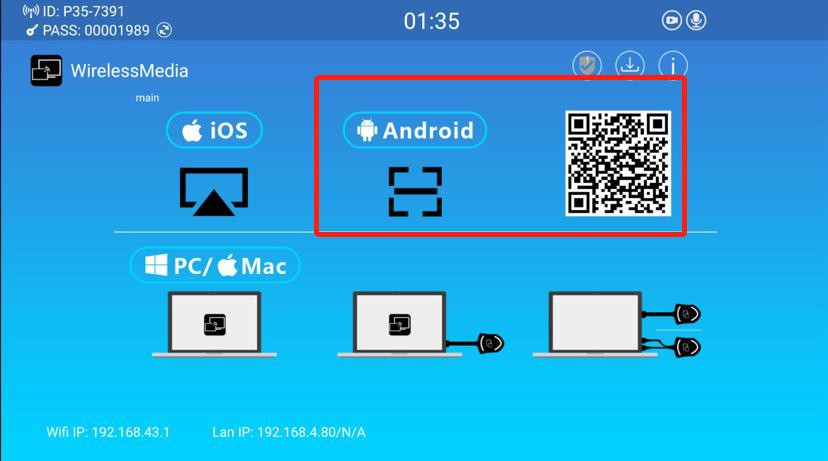 ID: P35-7391
PASS: 00001989
01:35
WirelessMedia
main
iOS
Android
PC/ Mac
Wifi IP: 192.168.43.1
Lan IP: 192.168.4.80/N/A